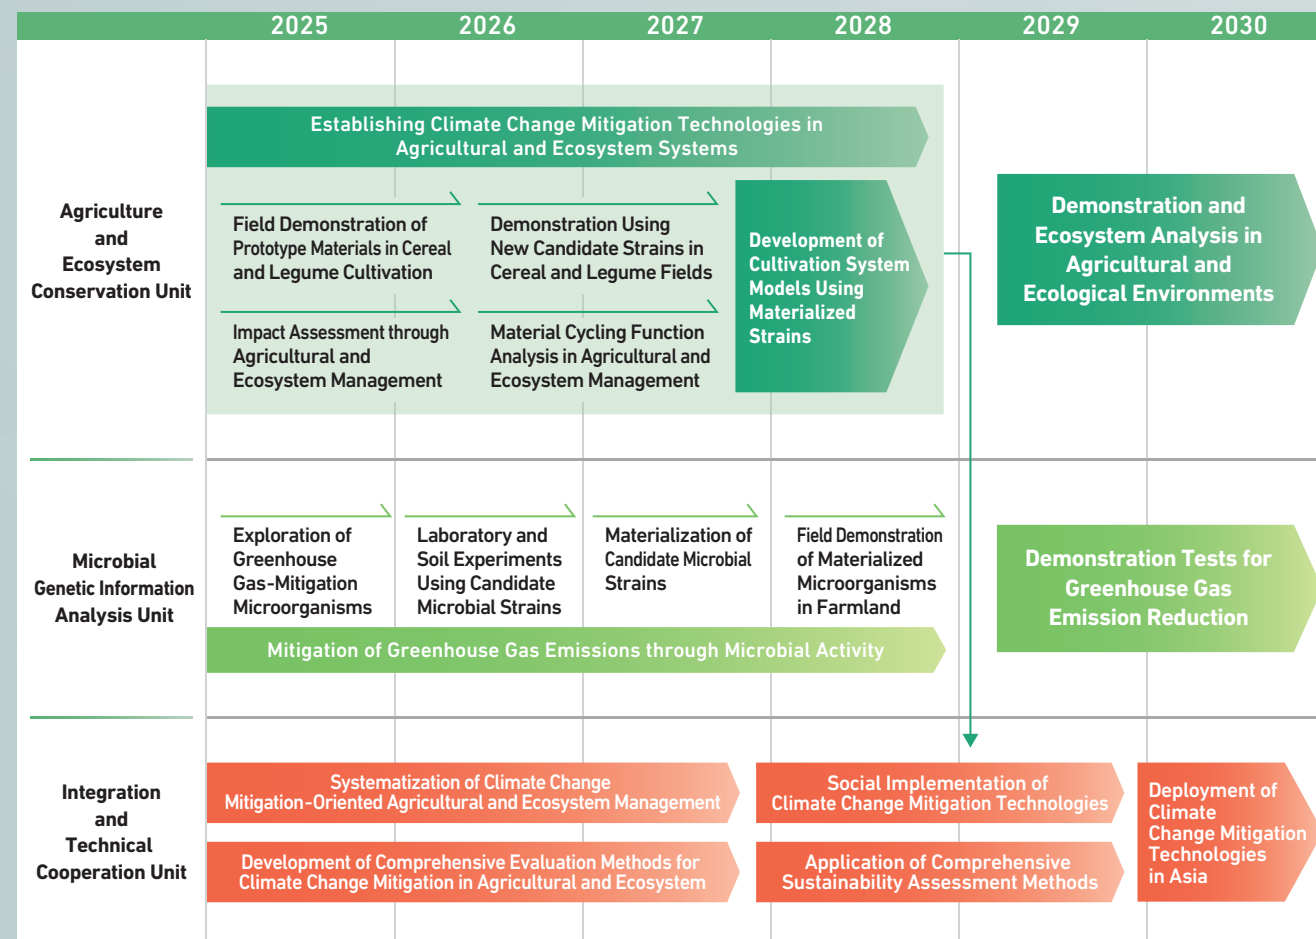 2025 2026 2027 2028 2029 2030
Agriculture
and
Ecosystem
Conservation Unit
Establishing Climate Change Mitigation Technologies in
Agricultural and Ecosystem Systems
Field Demonstration of
Prototype Materials in Cereal
and Legume Cultivation
Demonstration Using
New Candidate Strains in
Cereal and Legume Fields
Impact Assessment through
Agricultural and
Ecosystem Management
Material Cycling Function
Analysis in Agricultural and
Ecosystem Management
Development of
Cultivation System
Models Using
Materialized
Strains
Demonstration and
Ecosystem Analysis in
Agricultural and
Ecological Environments
Microbial
Genetic Information
Analysis Unit
Exploration of
Greenhouse
Gas-Mitigation
Microorganisms
Laboratory and
Soil Experiments
Using Candidate
Microbial Strains
Materialization of
Candidate Microbial
Strains
Field Demonstration
of Materialized
Microorganisms
in Farmland
Mitigation of Greenhouse Gas Emissions through Microbial Activity
Demonstration Tests for
Greenhouse Gas
Emission Reduction
Integration
and
Technical
Cooperation Unit
Systematization of Climate Change
Mitigation-Oriented Agricultural and Ecosystem Management
Social Implementation of
Climate Change Mitigation Technologies
Development of Comprehensive Evaluation Methods for
Climate Change Mitigation in Agricultural and Ecosystem
Application of Comprehensive
Sustainability Assessment Methods
Deployment of
Climate
Change Mitigation
Technologies
in Asia